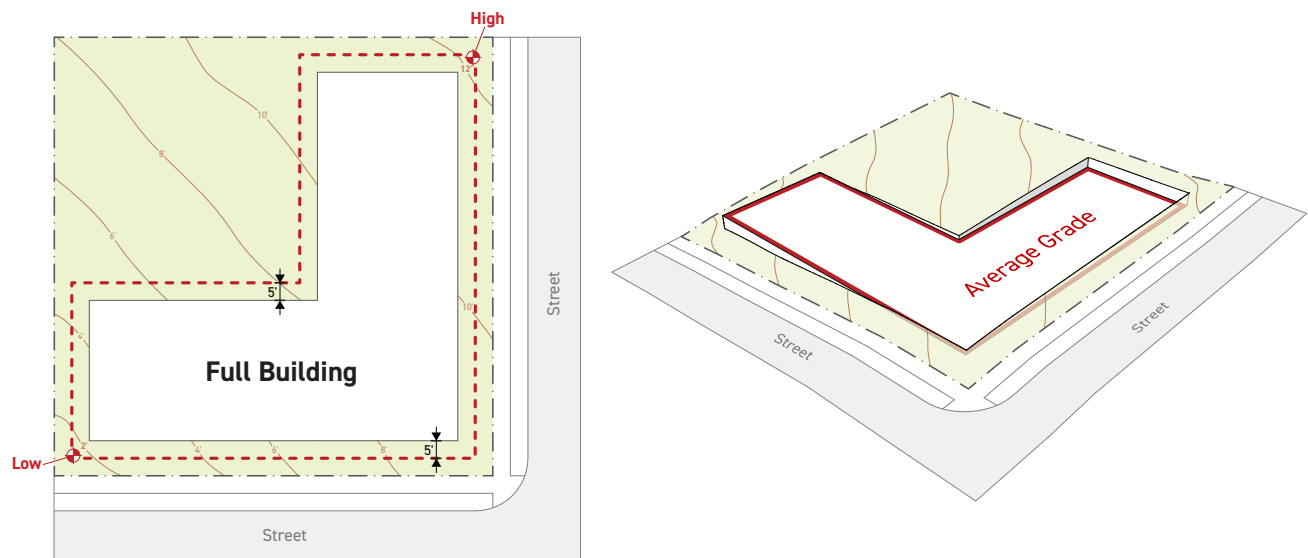 High
12'
10'
8'
6'
5'
10'
4'
Full Building
2'
4'
6'
8'
5'
Low
Street
Street
Average Grade
Street
Street